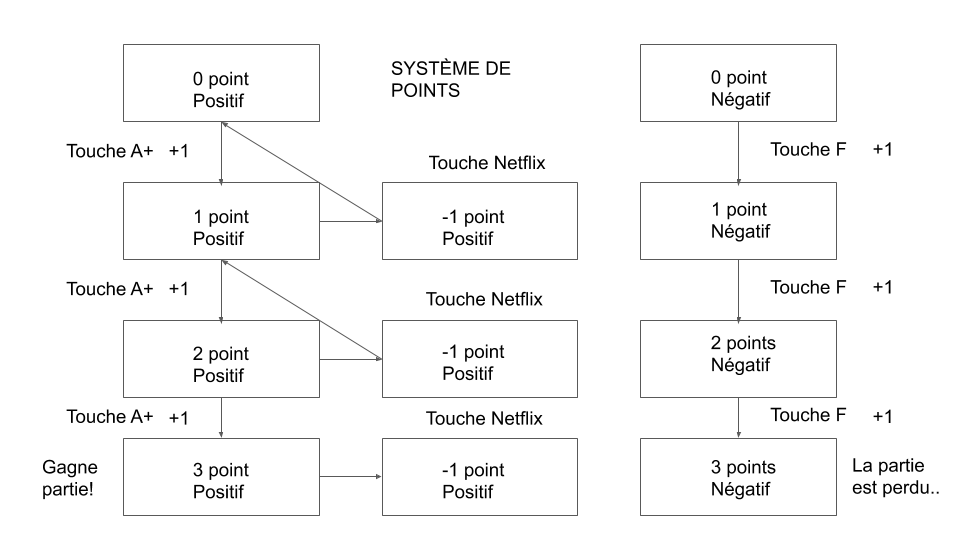 SYSTÈME DE
POINTS
0 point
Positif
Touche A+ +1
1 point
Positif
Touche Netflix
-1 point
Positif
Touche A+ +1
2 point
Positif
Touche Netflix
-1 point
Positif
Touche A+ +1
Gagne
partie!
3 point
Positif
Touche Netflix
-1 point
Positif
0 point
Négatif
Touche F +1
1 point
Négatif
Touche F +1
2 points
Négatif
Touche F +1
3 points
Négatif
La partie
est perdu..